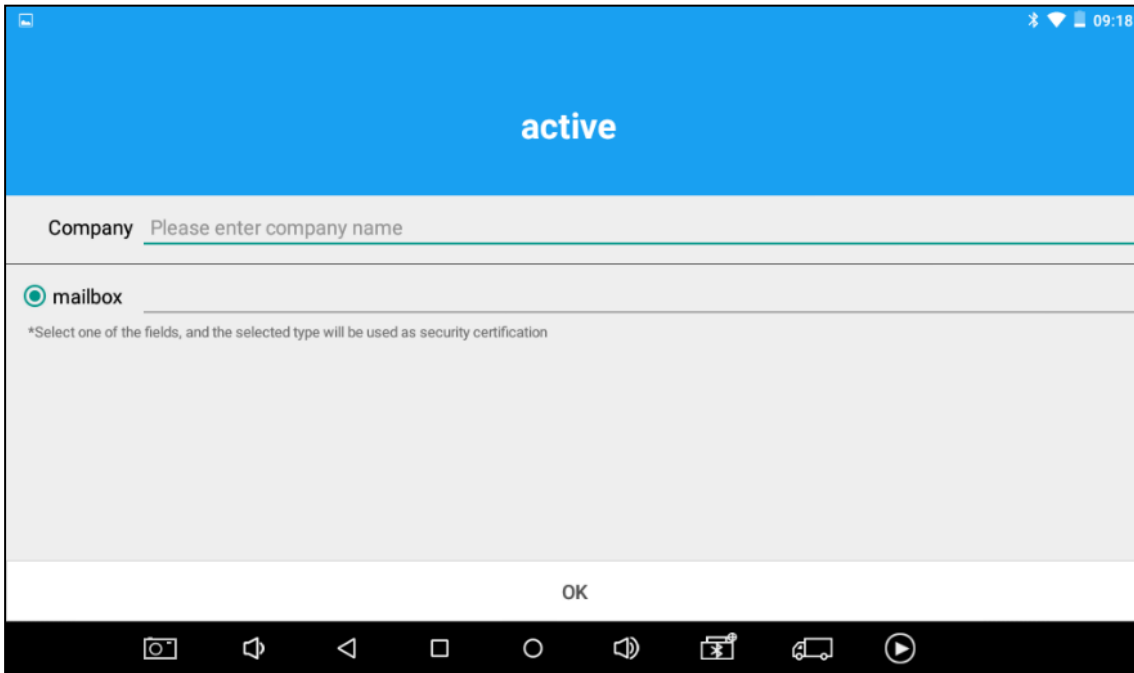 09:18
active
Company Please enter company name
mailbox
*Select one of the fields, and the selected type will be used as security certification
OK